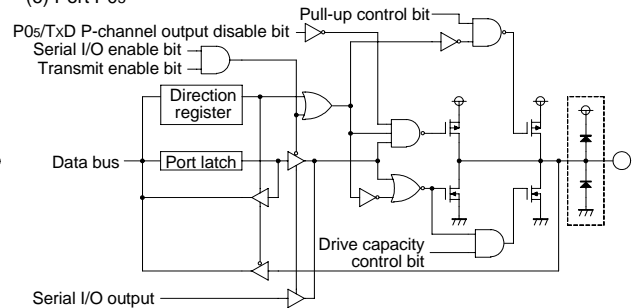 Pull-up control bit
P05/TxD P-channel output disable bit
Serial I/O enable bit
Transmit enable bit
Direction
register
Data bus
Port latch
Drive capacity
control bit
Serial I/O output